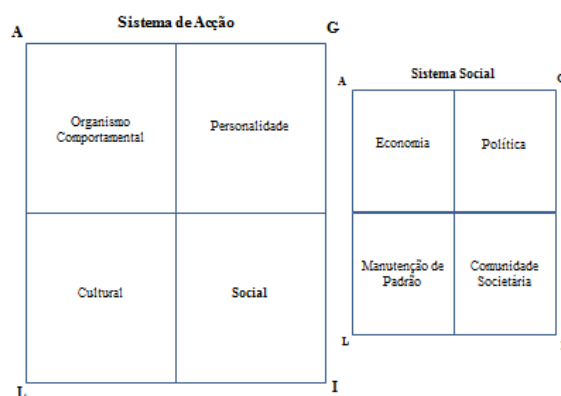 Sistema de Acção
A
G
Organismo
Comportamental
Personalidade
Cultural
Social
L
I
Sistema Social
A
Economia
Política
Manutenção de
Padrão
Comunidade
Societária
L